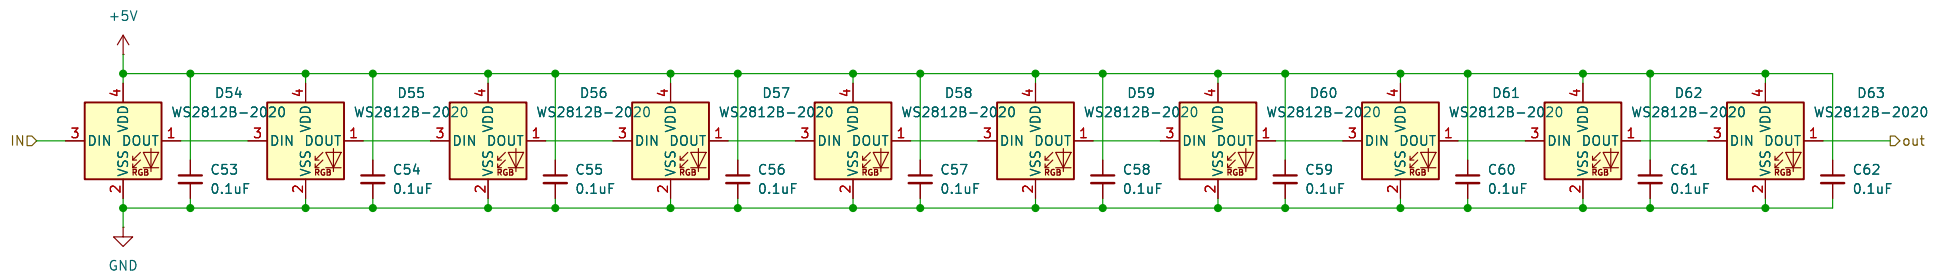 +5V
D54 D55 D56 D57 D58 D59 D60 D61 D62 D63
4 4 4 4 4 4 4 4 4 4
WS2812B-2020 WS2812B-2020 WS2812B-2020 WS2812B-2020 WS2812B-2020 WS2812B-2020 WS2812B-2020 WS2812B-2020 WS2812B-2020 WS2812B-2020
VDD VDD VDD VDD VDD VDD VDD VDD VDD VDD
IN 3 DIN DOUT 1 3 DIN DOUT 1 3 DIN DOUT 1 3 DIN DOUT 1 3 DIN DOUT 1 3 DIN DOUT 1 3 DIN DOUT 1 3 DIN DOUT 1 3 DIN DOUT 1 3 DIN DOUT 1 out
VSS VSS VSS VSS VSS VSS VSS VSS VSS VSS
RGB C53 RGB C54 RGB C55 RGB C56 RGB C57 RGB C58 RGB C59 RGB C60 RGB C61 RGB C62
2 0.1uF 2 0.1uF 2 0.1uF 2 0.1uF 2 0.1uF 2 0.1uF 2 0.1uF 2 0.1uF 2 0.1uF 2 0.1uF
GND